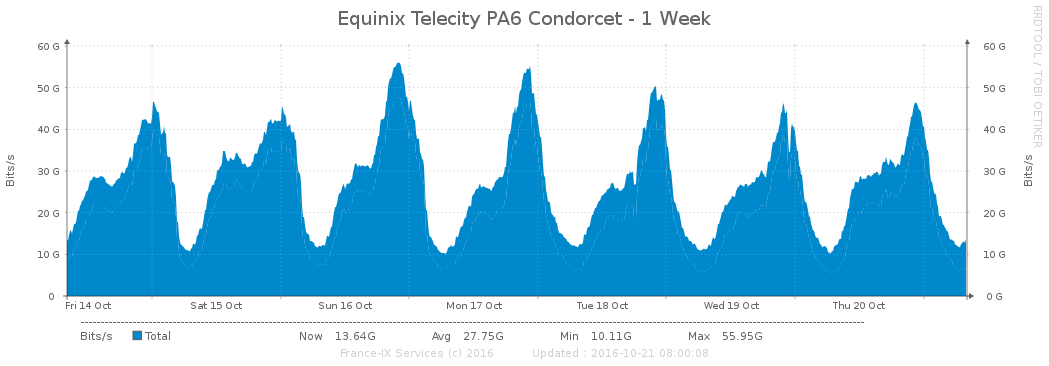 Equinix Telecity PA6 Condorcet - 1 Week
RRDTOOL / TOBI OETIKER
60 G 60 G
50 G 50 G
40 G 40 G
30 G 30 G
20 G 20 G
10 G 10 G
0 0 G
Bits/s
Bits/s
Fri 14 Oct Sat 15 Oct Sun 16 Oct Mon 17 Oct Tue 18 Oct Wed 19 Oct Thu 20 Oct
Bits/s Total Now 13.64G Avg 27.75G Min 10.11G Max 55.95G
France-IX Services (c) 2016 Updated : 2016-10-21 08:00:08